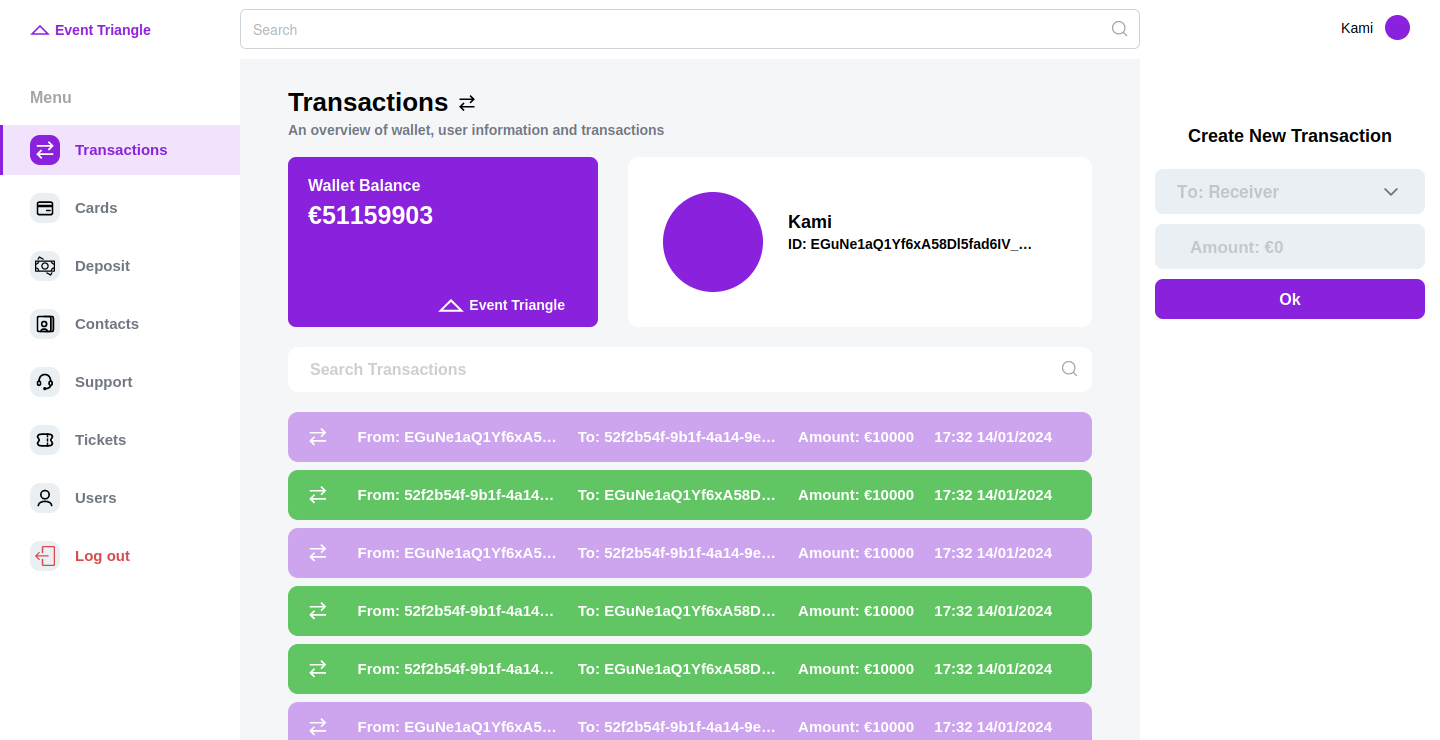 Event Triangle
Search
Kami
Menu
Transactions
Cards
Deposit
Contacts
Support
Tickets
Users
Log out
Transactions
An overview of wallet, user information and transactions
Wallet Balance
€51159903
Event Triangle
Kami
ID: EGuNe1aQ1Yf6xA58Dl5fad6IV_…
Search Transactions
From: EGuNe1aQ1Yf6xA5… To: 52f2b54f-9b1f-4a14-9e… Amount: €10000 17:32 14/01/2024
From: 52f2b54f-9b1f-4a14… To: EGuNe1aQ1Yf6xA58D… Amount: €10000 17:32 14/01/2024
From: EGuNe1aQ1Yf6xA5… To: 52f2b54f-9b1f-4a14-9e… Amount: €10000 17:32 14/01/2024
From: 52f2b54f-9b1f-4a14… To: EGuNe1aQ1Yf6xA58D… Amount: €10000 17:32 14/01/2024
From: 52f2b54f-9b1f-4a14… To: EGuNe1aQ1Yf6xA58D… Amount: €10000 17:32 14/01/2024
From: EGuNe1aQ1Yf6xA5… To: 52f2b54f-9b1f-4a14-9e… Amount: €10000 17:32 14/01/2024
Create New Transaction
To: Receiver
Amount: €0
Ok